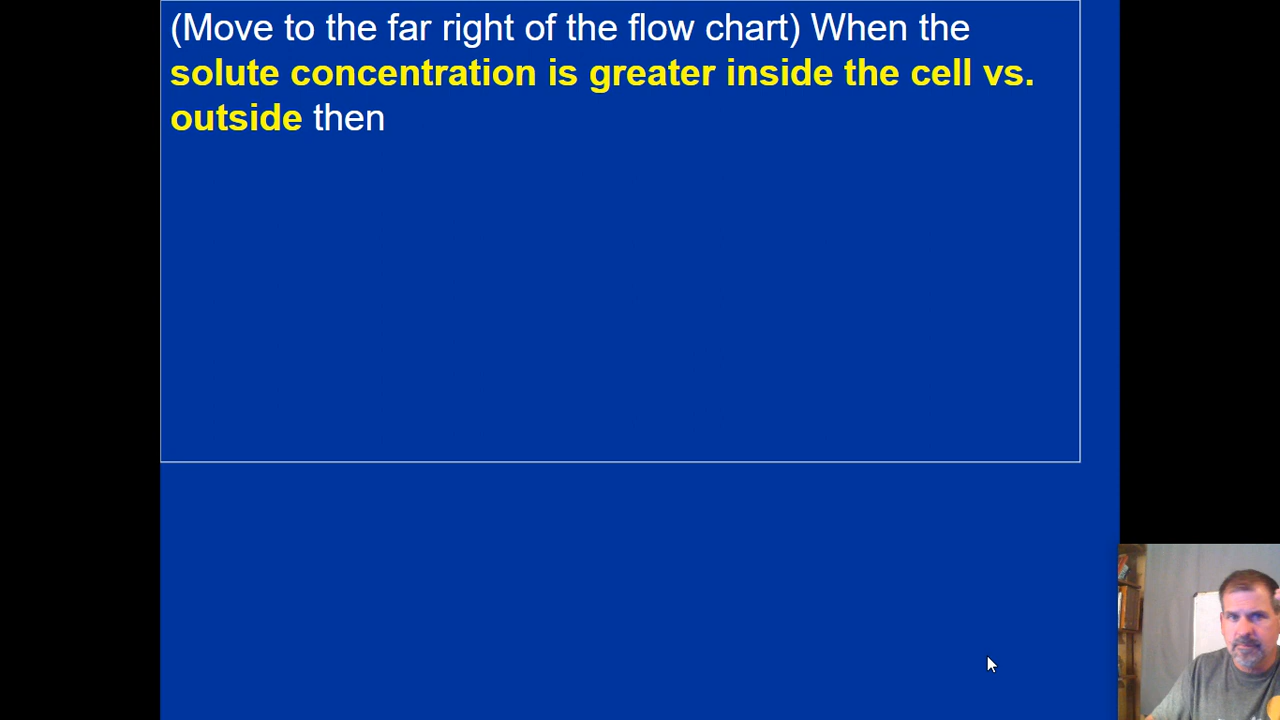 (Move to the far right of the flow chart) When the
solute concentration is greater inside the cell vs.
outside then